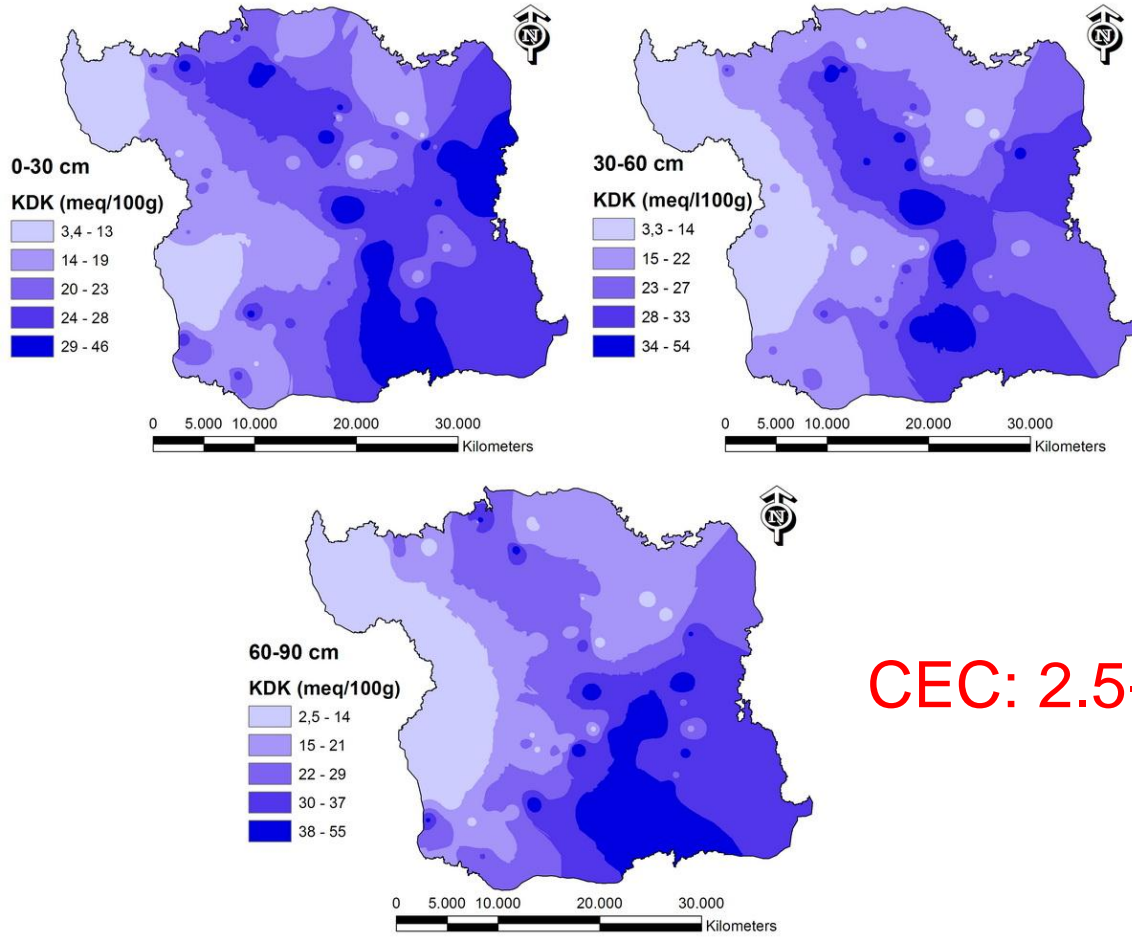 N
0-30 cm
KDK (meq/100g)
3,4 - 13
14 - 19
20 - 23
24 - 28
29 - 46
0 5.000 10.000 20.000 30.000
Kilometers
N
30-60 cm
KDK (meq/l100g)
3,3 - 14
15 - 22
23 - 27
28 - 33
34 - 54
0 5.000 10.000 20.000 30.000
Kilometers
N
60-90 cm
KDK (meq/100g)
2,5 - 14
15 - 21
22 - 29
30 - 37
38 - 55
0 5.000 10.000 20.000 30.000
Kilometers
CEC: 2.5-